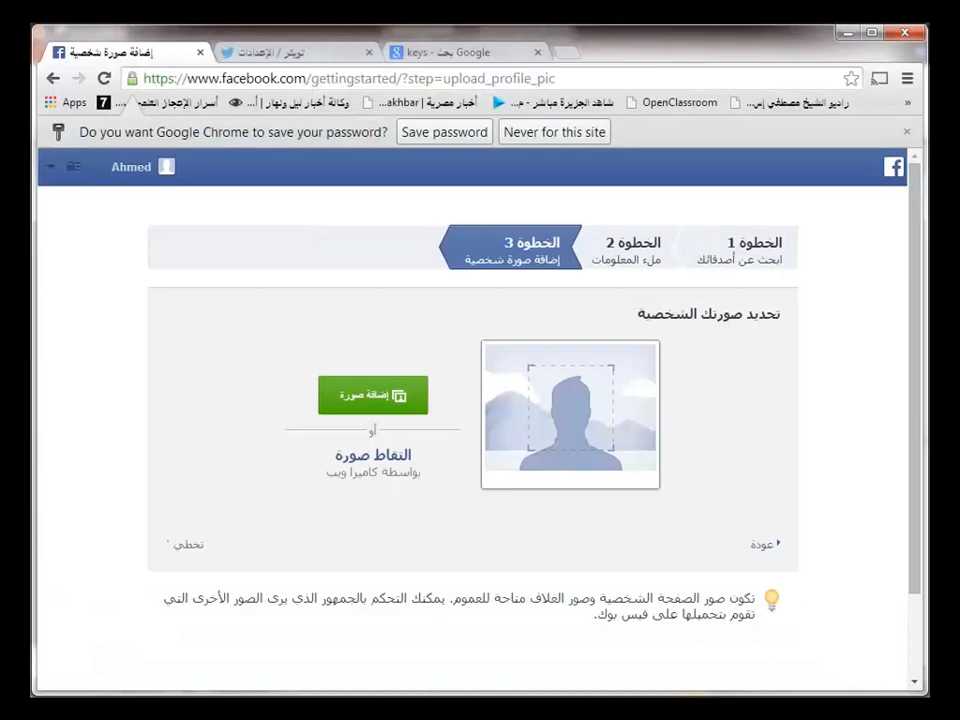 إضافة صورة شخصية
تويتر / الإعدادات
keys - بحث Google
https://www.facebook.com/gettingstarted/?step=upload_profile_pic
Apps
أسرار الإعجاز العلمي...
وكالة أخبار نيل ونهار | أ...
أخبار مصرية | akhbar...
شاهد الجزيرة مباشر - م...
OpenClassroom
راديو الشيخ مصطفي إس...
»
Do you want Google Chrome to save your password?
Save password
Never for this site
Ahmed
الخطوة 1
ابحث عن أصدقائك
الخطوة 2
ملء المعلومات
الخطوة 3
إضافة صورة شخصية
تحديد صورتك الشخصية
إضافة صورة
أو
التقاط صورة
بواسطة كاميرا ويب
عودة
تخطي
تكون صور الصفحة الشخصية وصور الغلاف متاحة للعموم. يمكنك التحكم بالجمهور الذي يرى الصور الأخرى التي
تقوم بتحميلها على فيس بوك.